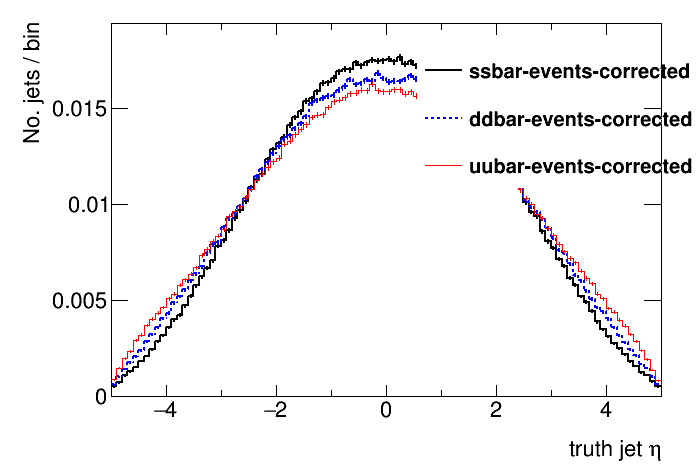 No. jets / bin
ssbar-events-corrected
ddbar-events-corrected
uubar-events-corrected
0.015
0.01
0.005
0
−4 −2 0 2 4
truth jet η